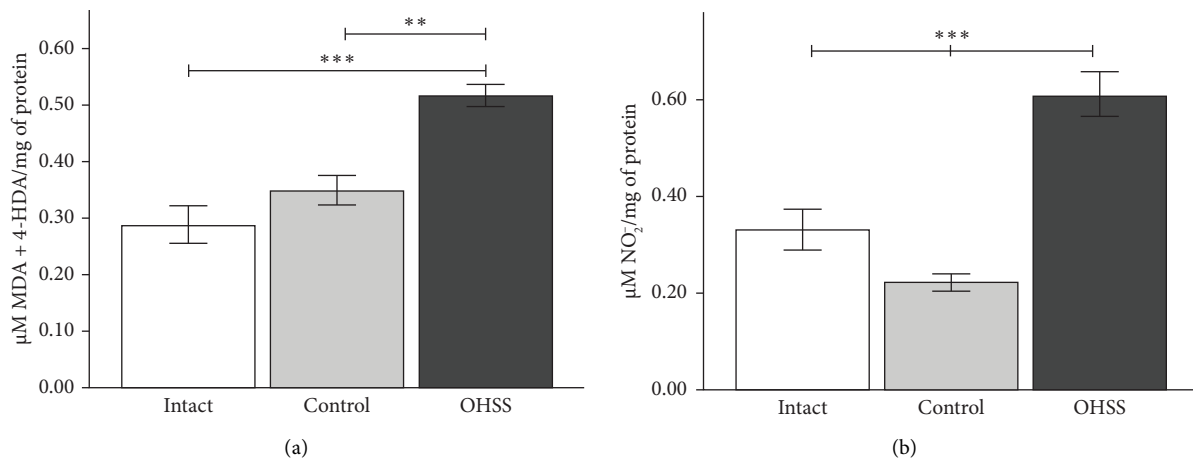 μM MDA + 4-HDA/mg of protein
0.60
0.50
0.40
0.30
0.20
0.10
0.00
**
***
Intact Control OHSS
(a)
μM NO₂⁻/mg of protein
0.60
0.40
0.20
0.00
***
Intact Control OHSS
(b)